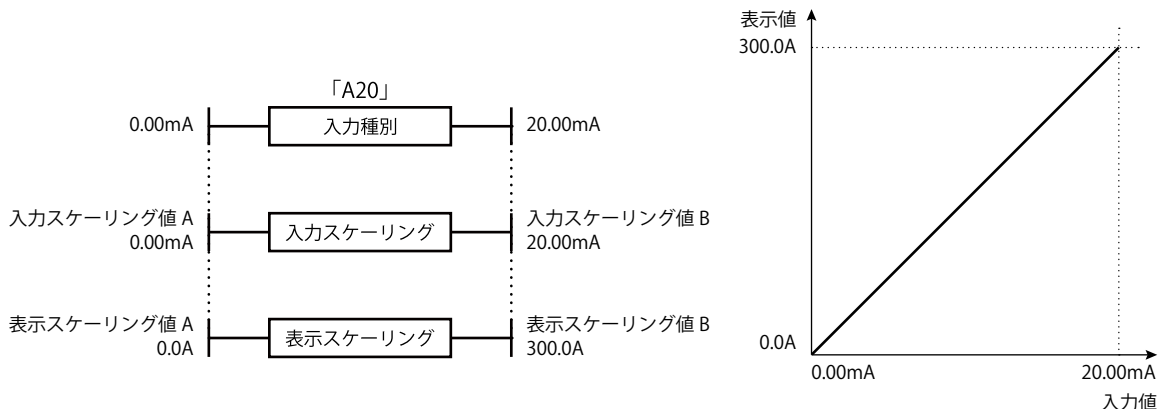 「A20」
0.00mA
入力種別
20.00mA
入力スケーリング値 A
0.00mA
入力スケーリング
入力スケーリング値 B
20.00mA
表示スケーリング値 A
0.0A
表示スケーリング
表示スケーリング値 B
300.0A
表示値
300.0A
0.0A
0.00mA
20.00mA
入力値